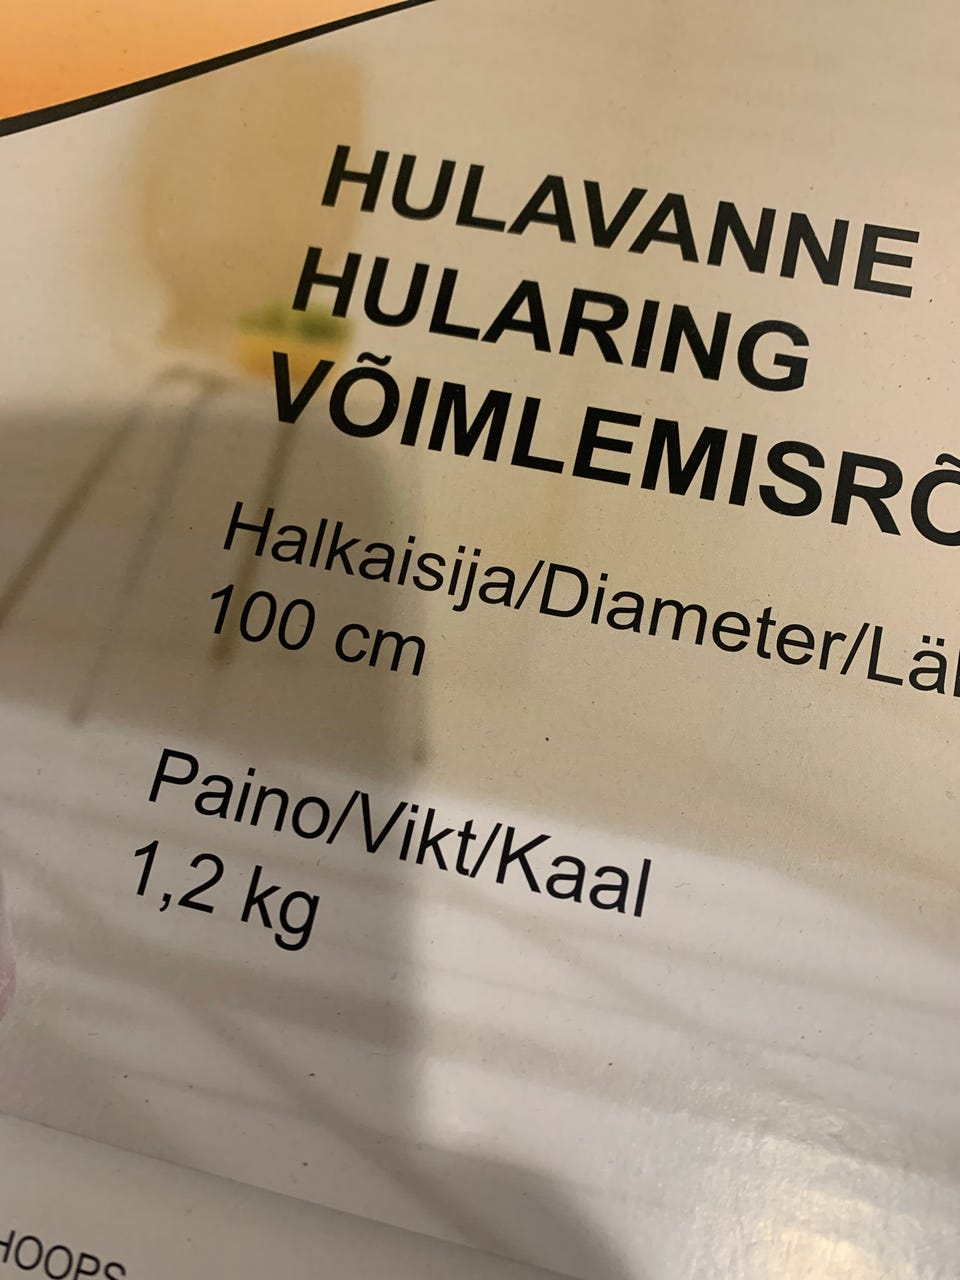 HULAVANNE
HULARING
VÕIMLEMISRÕ
Halkaisija/Diameter/Lä
100 cm
Paino/Vikt/Kaal
1,2 kg
HOOPS